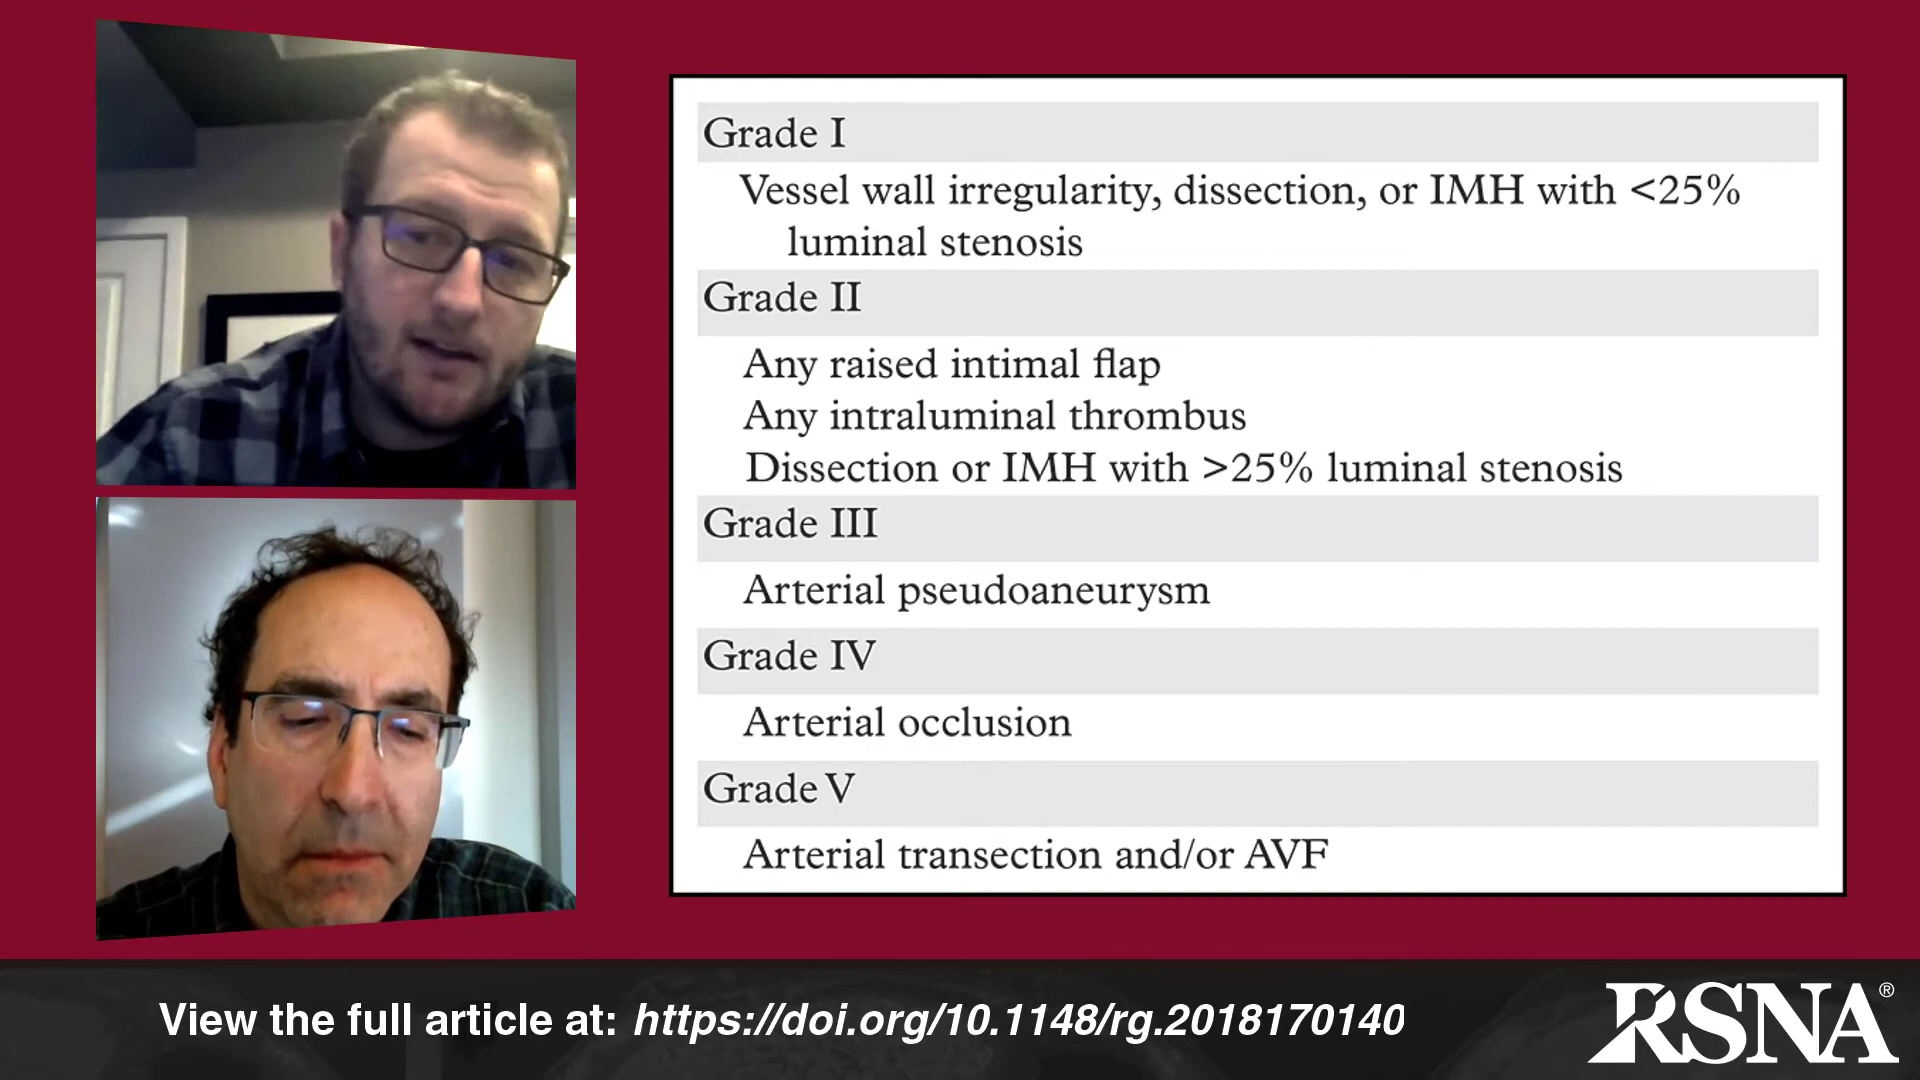 Grade I
Vessel wall irregularity, dissection, or IMH with <25%
luminal stenosis
Grade II
Any raised intimal flap
Any intraluminal thrombus
Dissection or IMH with >25% luminal stenosis
Grade III
Arterial pseudoaneurysm
Grade IV
Arterial occlusion
Grade V
Arterial transection and/or AVF
View the full article at: https://doi.org/10.1148/rg.2018170140
RSNA®